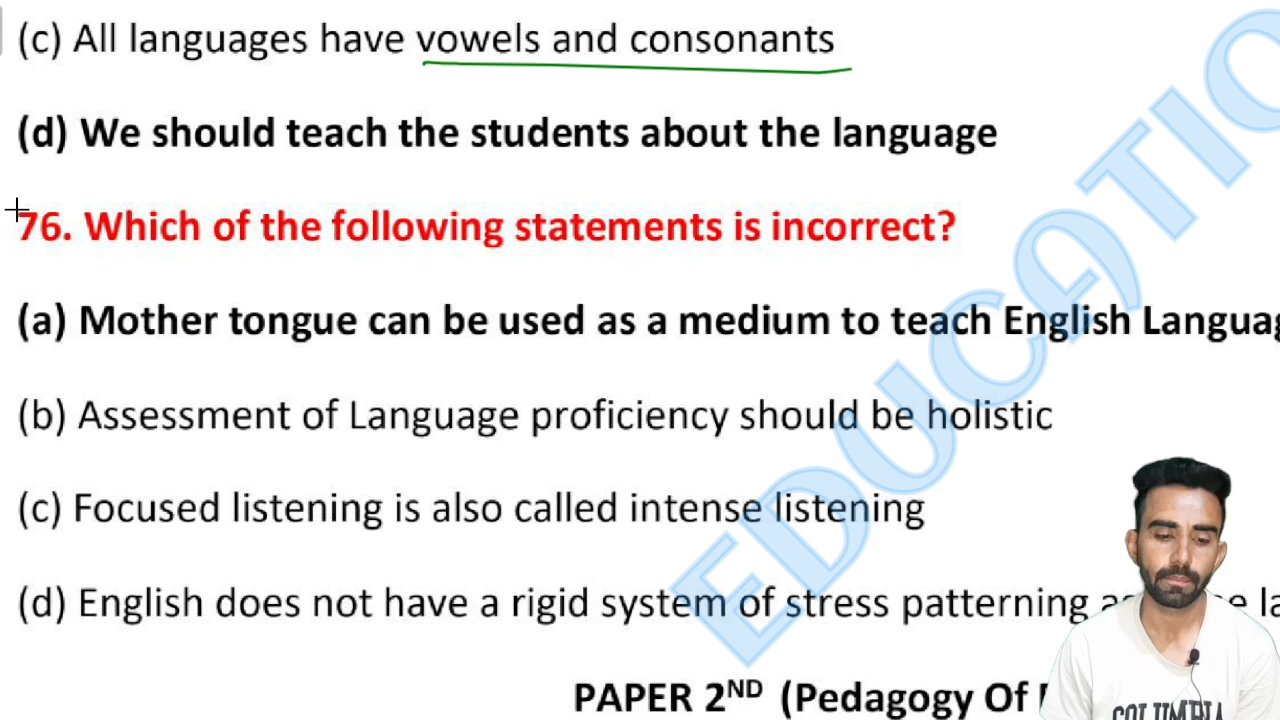 (c) All languages have vowels and consonants
(d) We should teach the students about the language
76. Which of the following statements is incorrect?
(a) Mother tongue can be used as a medium to teach English
(b) Assessment of Language proficiency should be holistic
(c) Focused listening is also called intense listening
(d) English does not have a rigid system of stress patterning
PAPER 2ND (Pedagogy Of
EDUCATIO
COLUMBIA